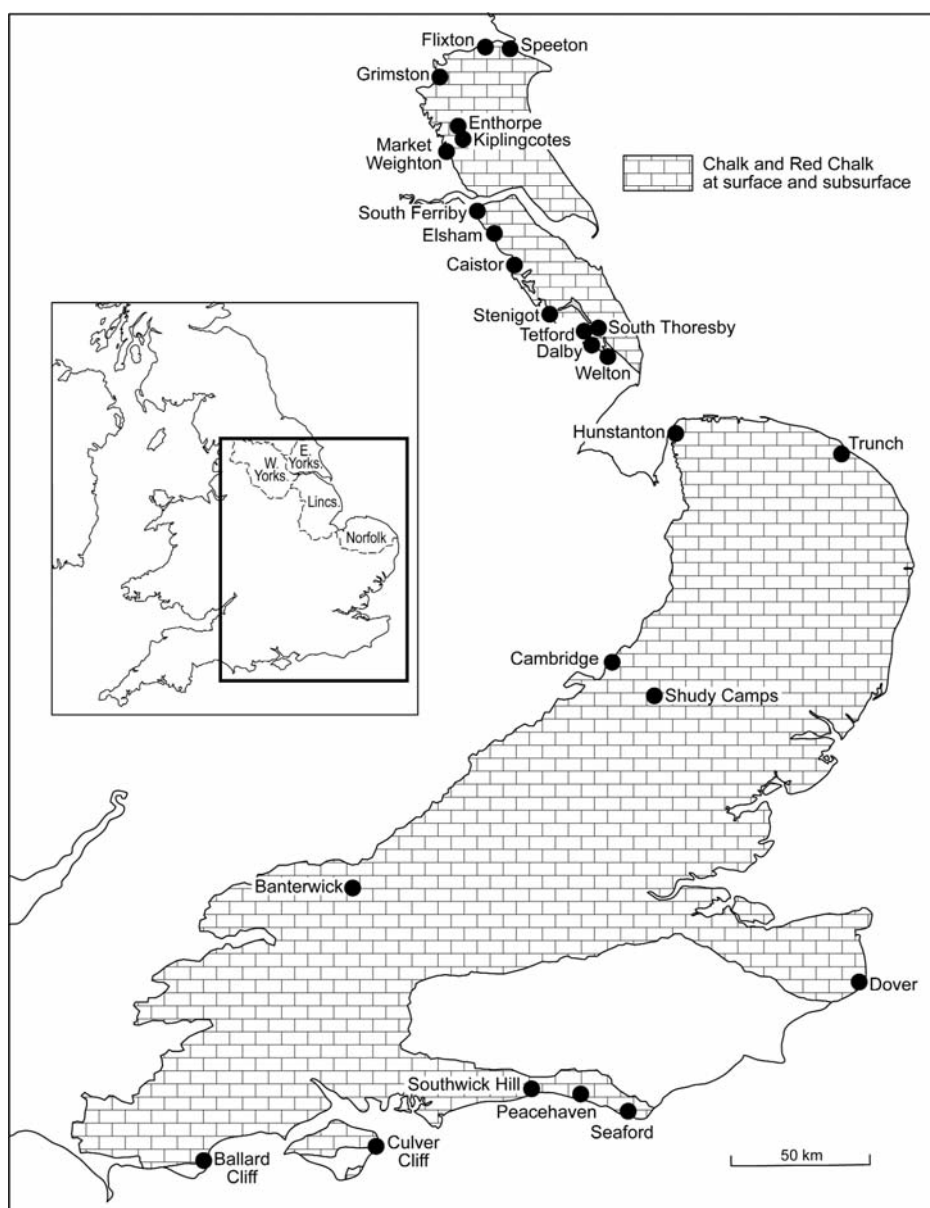 Flixton
Speeton
Grimston
Enthorpe
Kiplingcotes
Market
Weighton
Chalk and Red Chalk
at surface and subsurface
South Ferriby
Elsham
Caistor
Stenigot
South Thoresby
Tetford
Dalby
Welton
Hunstanton
Trunch
E.
Yorks.
W.
Yorks.
Lincs.
Norfolk
Cambridge
Shudy Camps
Banterwick
Dover
Southwick Hill
Peacehaven
Seaford
Culver
Cliff
Ballard
Cliff
50 km